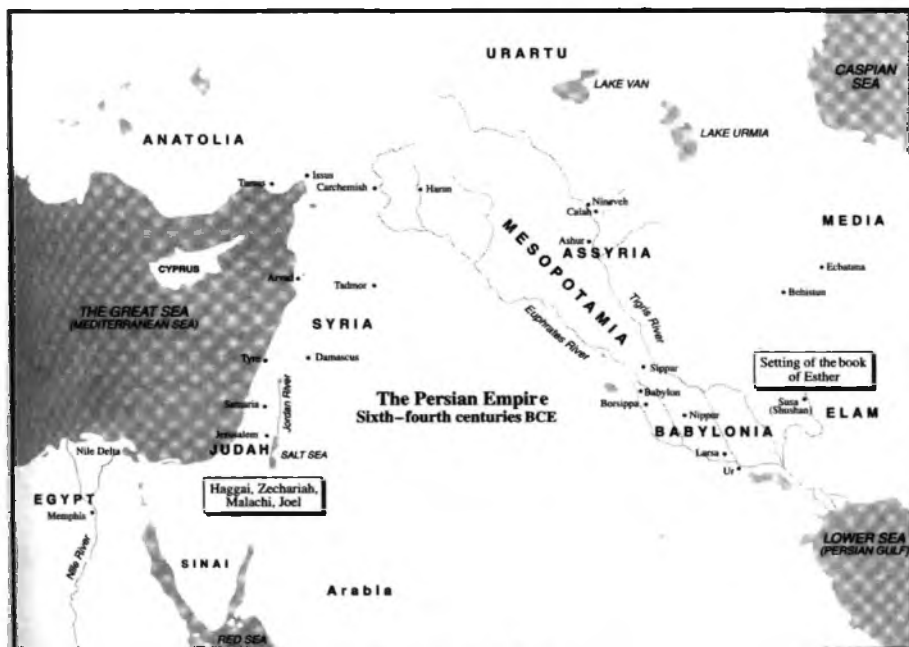 URARTU
CASPIAN
SEA
LAKE VAN
LAKE URMIA
ANATOLIA
Issus
Tarsus
Carchemish
Haran
Nineveh
Calah
MEDIA
Ashur
ASSYRIA
MESOPOTAMIA
CYPRUS
Ecbatana
Arvad
Tadmor
Behistun
THE GREAT SEA
(MEDITERRANEAN SEA)
SYRIA
Tigris River
Euphrates River
Tyre
Damascus
Sippar
Setting of the book
of Esther
The Persian Empire
Sixth–fourth centuries BCE
Babylon
Borsippa
Susa
(Shushan)
ELAM
Samaria
Jordan River
Nippur
BABYLONIA
Jerusalem
JUDAH
SALT SEA
Larsa
Ur
Nile Delta
Haggai, Zechariah,
Malachi, Joel
EGYPT
Memphis
Nile River
LOWER SEA
(PERSIAN GULF)
SINAI
Arabia
RED SEA